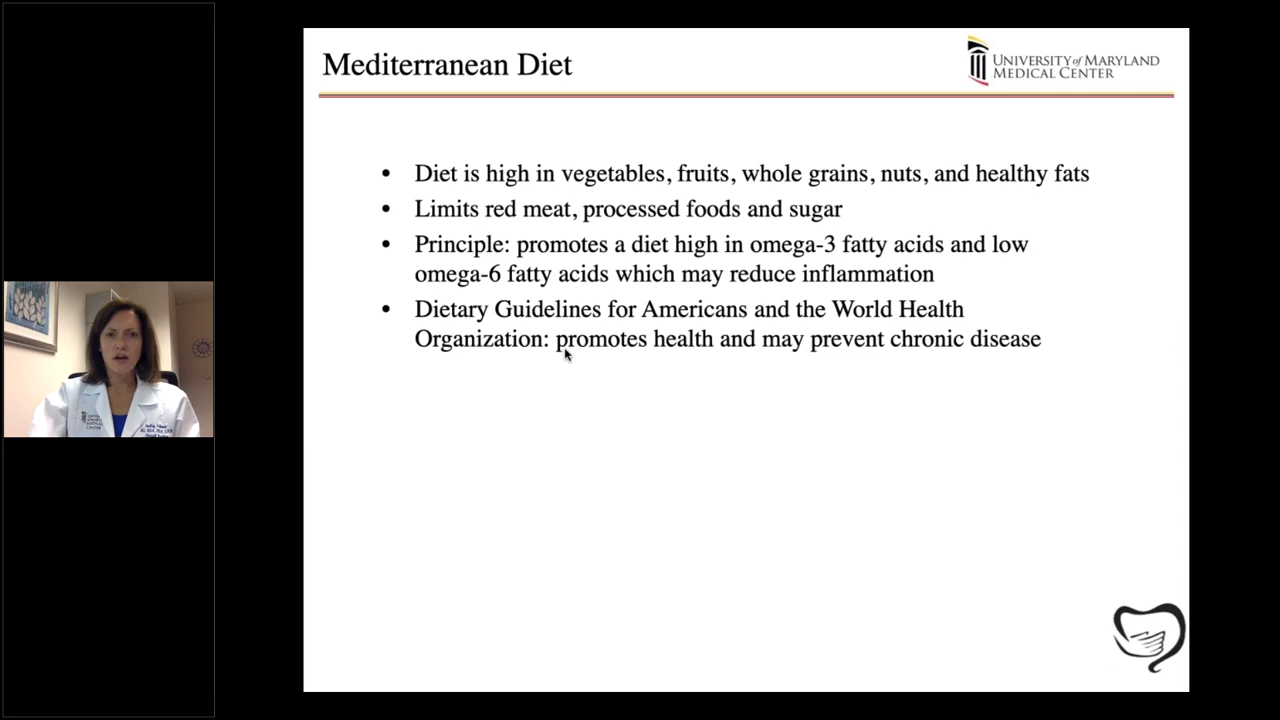 Mediterranean Diet
UNIVERSITY of MARYLAND
MEDICAL CENTER
• Diet is high in vegetables, fruits, whole grains, nuts, and healthy fats
• Limits red meat, processed foods and sugar
• Principle: promotes a diet high in omega-3 fatty acids and low
omega-6 fatty acids which may reduce inflammation
• Dietary Guidelines for Americans and the World Health
Organization: promotes health and may prevent chronic disease